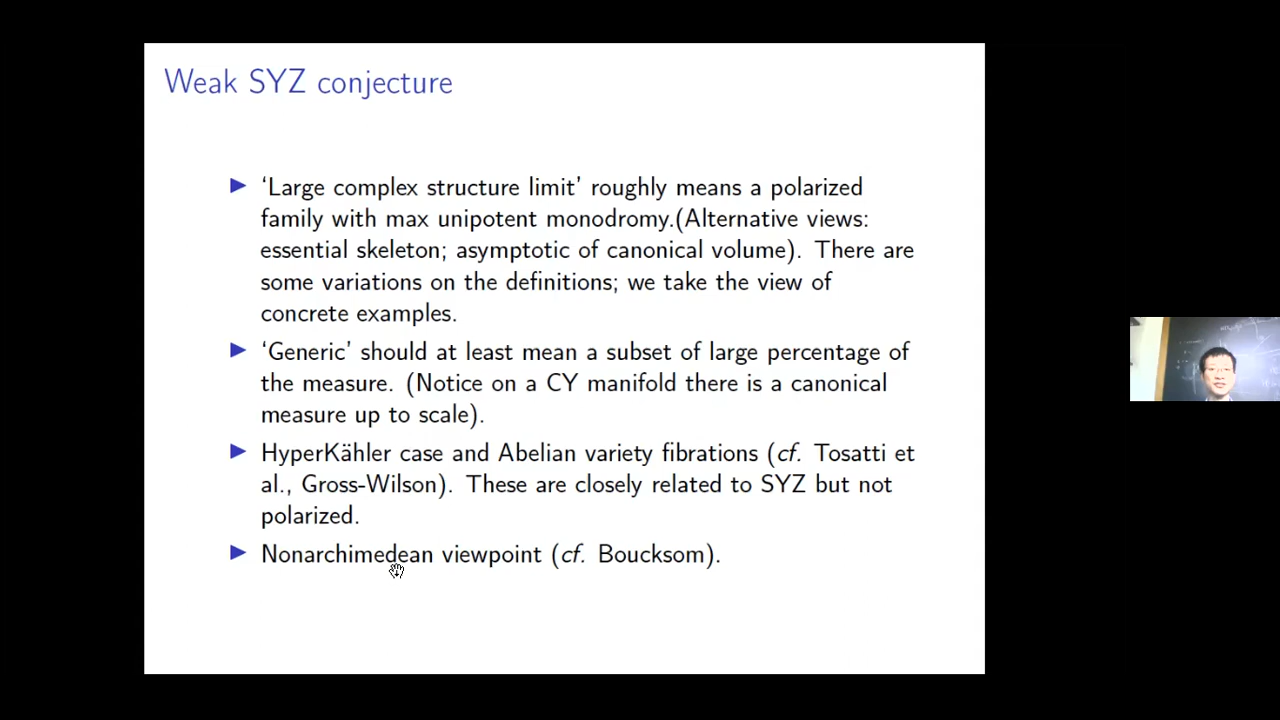 Weak SYZ conjecture
▶ ‘Large complex structure limit’ roughly means a polarized
family with max unipotent monodromy.(Alternative views:
essential skeleton; asymptotic of canonical volume). There are
some variations on the definitions; we take the view of
concrete examples.
▶ ‘Generic’ should at least mean a subset of large percentage of
the measure. (Notice on a CY manifold there is a canonical
measure up to scale).
▶ HyperKähler case and Abelian variety fibrations (cf. Tosatti et
al., Gross-Wilson). These are closely related to SYZ but not
polarized.
▶ Nonarchimedean viewpoint (cf. Boucksom).